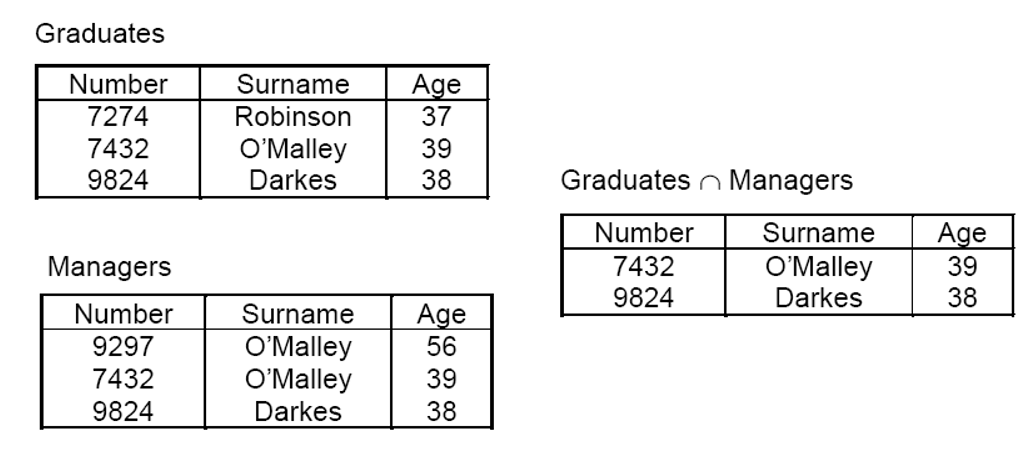 Graduates
Number Surname Age
7274 Robinson 37
7432 O’Malley 39
9824 Darkes 38
Managers
Number Surname Age
9297 O’Malley 56
7432 O’Malley 39
9824 Darkes 38
Graduates ∩ Managers
Number Surname Age
7432 O’Malley 39
9824 Darkes 38